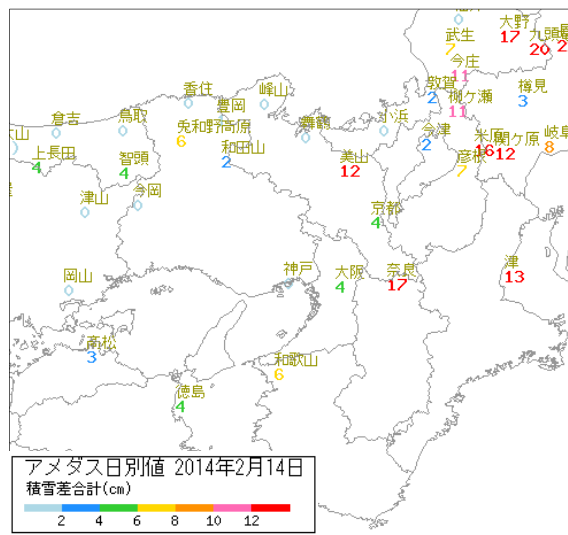 大野
武生
17
九頭
20
7
今庄
11
敦賀
2
柳ケ瀬
11
樽見
3
香住
豊岡
峰山
倉吉
鳥取
兎和野高原
6
舞鶴
小浜
今津
2
米原
16
関ケ原
12
岐阜
8
上長田
4
智頭
4
和田山
2
美山
12
彦根
7
津山
今岡
京都
4
岡山
神戸
大阪
4
奈良
17
津
13
高松
3
和歌山
6
徳島
4
アメダス日別値 2014年2月14日
積雪差合計(cm)
2 4 6 8 10 12